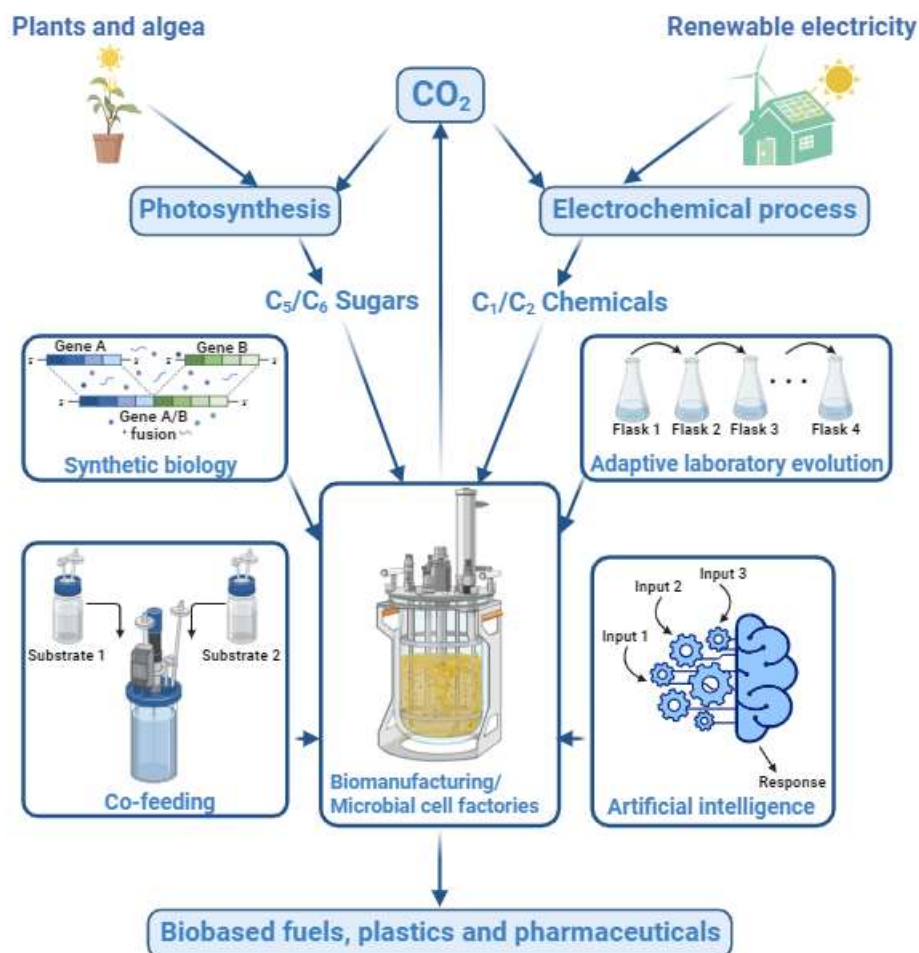 Plants and algea
Renewable electricity
CO₂
Photosynthesis
Electrochemical process
C₅/C₆ Sugars
C₁/C₂ Chemicals
Gene A
Gene B
Gene A/B
fusion
Synthetic biology
Flask 1
Flask 2
Flask 3
Flask 4
Adaptive laboratory evolution
Substrate 1
Substrate 2
Co-feeding
Biomanufacturing/
Microbial cell factories
Input 1
Input 2
Input 3
Response
Artificial intelligence
Biobased fuels, plastics and pharmaceuticals